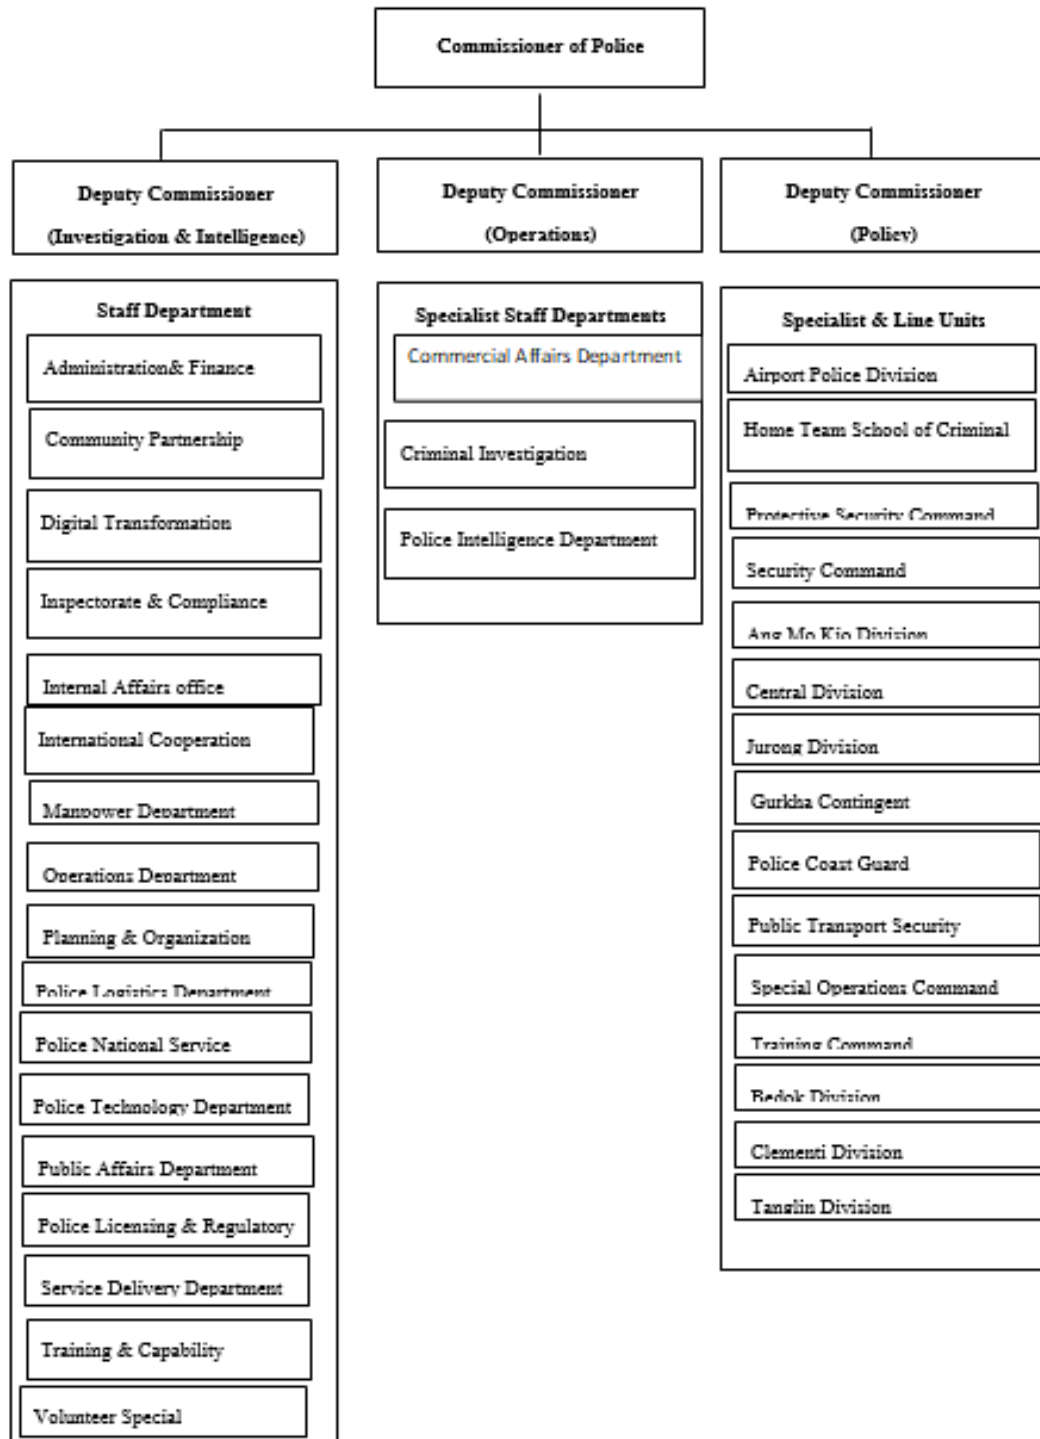 Commissioner of Police
Deputy Commissioner
(Investigation & Intelligence)
Deputy Commissioner
(Operations)
Deputy Commissioner
(Policy)
Staff Department
Administration& Finance
Community Partnership
Digital Transformation
Inspectorate & Compliance
Internal Affairs office
International Cooperation
Manpower Department
Operations Department
Planning & Organization
Police Logistics Department
Police National Service
Police Technology Department
Public Affairs Department
Police Licensing & Regulatory
Service Delivery Department
Training & Capability
Volunteer Special
Specialist Staff Departments
Commercial Affairs Department
Criminal Investigation
Police Intelligence Department
Specialist & Line Units
Airport Police Division
Home Team School of Criminal
Protective Security Command
Security Command
Ang Mo Kio Division
Central Division
Jurong Division
Gurkha Contingent
Police Coast Guard
Public Transport Security
Special Operations Command
Training Command
Bedok Division
Clementi Division
Tanglin Division